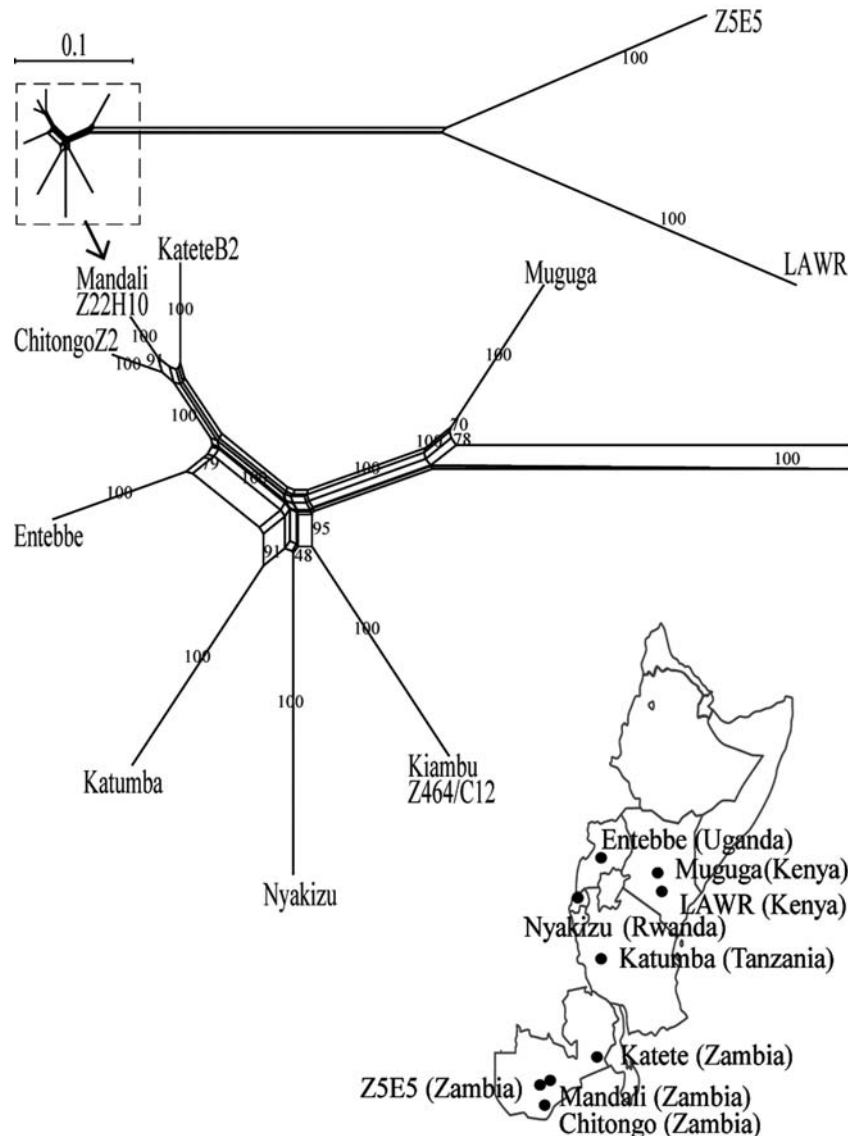 Z5E5
0.1
100
100
LAWR
KateteB2
Mandali
Z22H10
Muguga
ChitongoZ2
100
100
91
100
100
100
70
100
78
79
100
100
100
Entebbe
100
95
91
48
100
100
100
Katumba
Kiambu
Z464/C12
Nyakizu
Entebbe (Uganda)
Muguga (Kenya)
LAWR (Kenya)
Nyakizu (Rwanda)
Katumba (Tanzania)
Katete (Zambia)
Z5E5 (Zambia)
Mandali (Zambia)
Chitongo (Zambia)